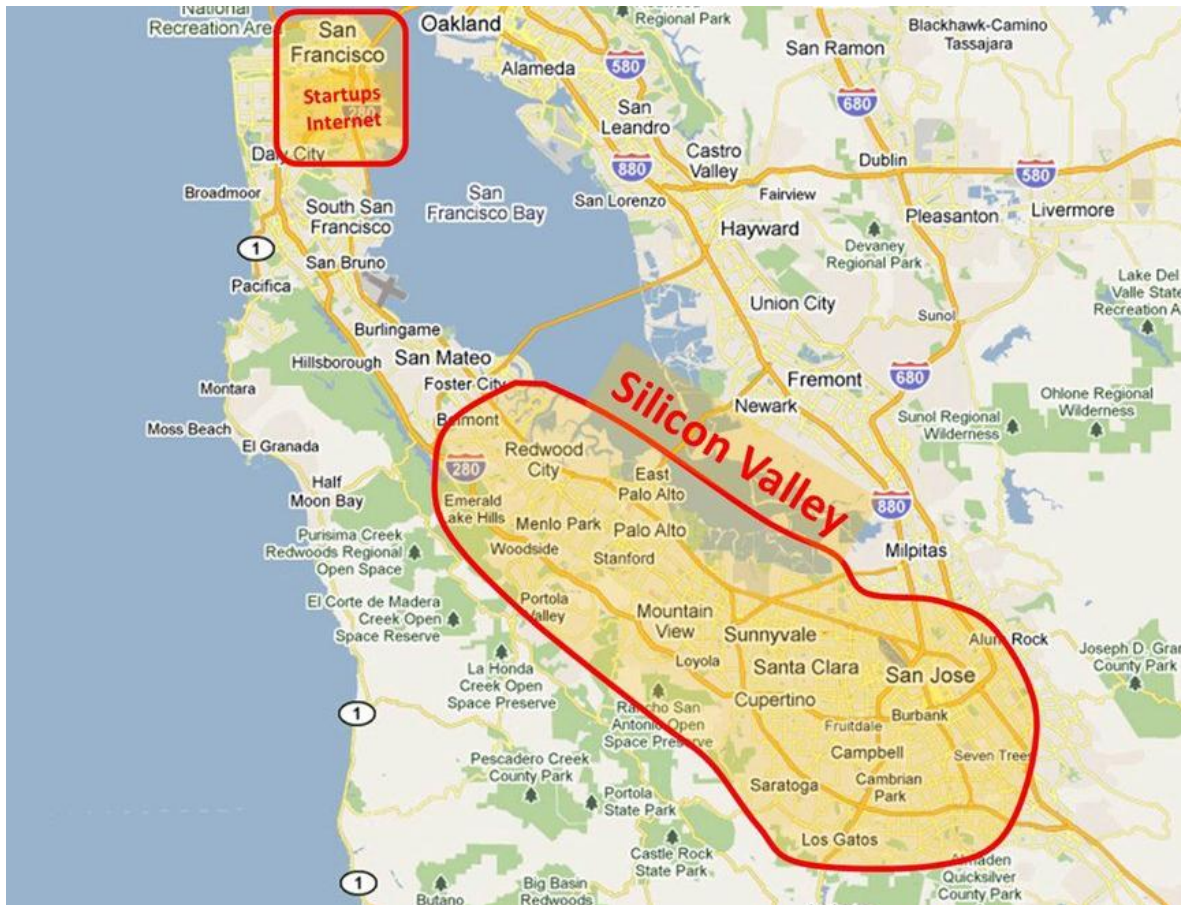 National
Recreation Area
San
Francisco
Startups
Internet
280
Oakland
Regional Park
Blackhawk-Camino
Tassajara
San Ramon
Alameda
580
680
San
Leandro
Castro
Valley
880
Dublin
580
Daly City
Broadmoor
San
Francisco Bay
San Lorenzo
Fairview
Pleasanton
Livermore
South San
Francisco
Hayward
Devaney
Regional Park
1
San Bruno
Pacifica
Lake Del
Valle State
Recreation A
Union City
Sunol
Burlingame
Hillsborough
San Mateo
Foster City
Montara
Fremont
680
Silicon Valley
Newark
Ohlone Regional
Wilderness
Sunol Regional
Wilderness
Moss Beach
El Granada
Belmont
Redwood
City
280
Half
Moon Bay
Emerald
Lake Hills
East
Palo Alto
880
Menlo Park
Palo Alto
Purisima Creek
Redwoods Regional
Open Space
Woodside
Stanford
Milpitas
El Corte de Madera
Creek Open
Space Reserve
Portola
Valley
Mountain
View
Sunnyvale
Alum Rock
Joseph D. Gran
County Park
La Honda
Creek Open
Space Preserve
Loyola
Santa Clara
San Jose
1
Rancho San
Antonio Open
Space Preserve
Cupertino
Fruitdale
Burbank
Campbell
Seven Trees
Pescadero Creek
County Park
Portola
State Park
Saratoga
Cambrian
Park
Castle Rock
State Park
Los Gatos
Almaden
Quicksilver
County Park
1
Butano
Big Basin
Redwoods